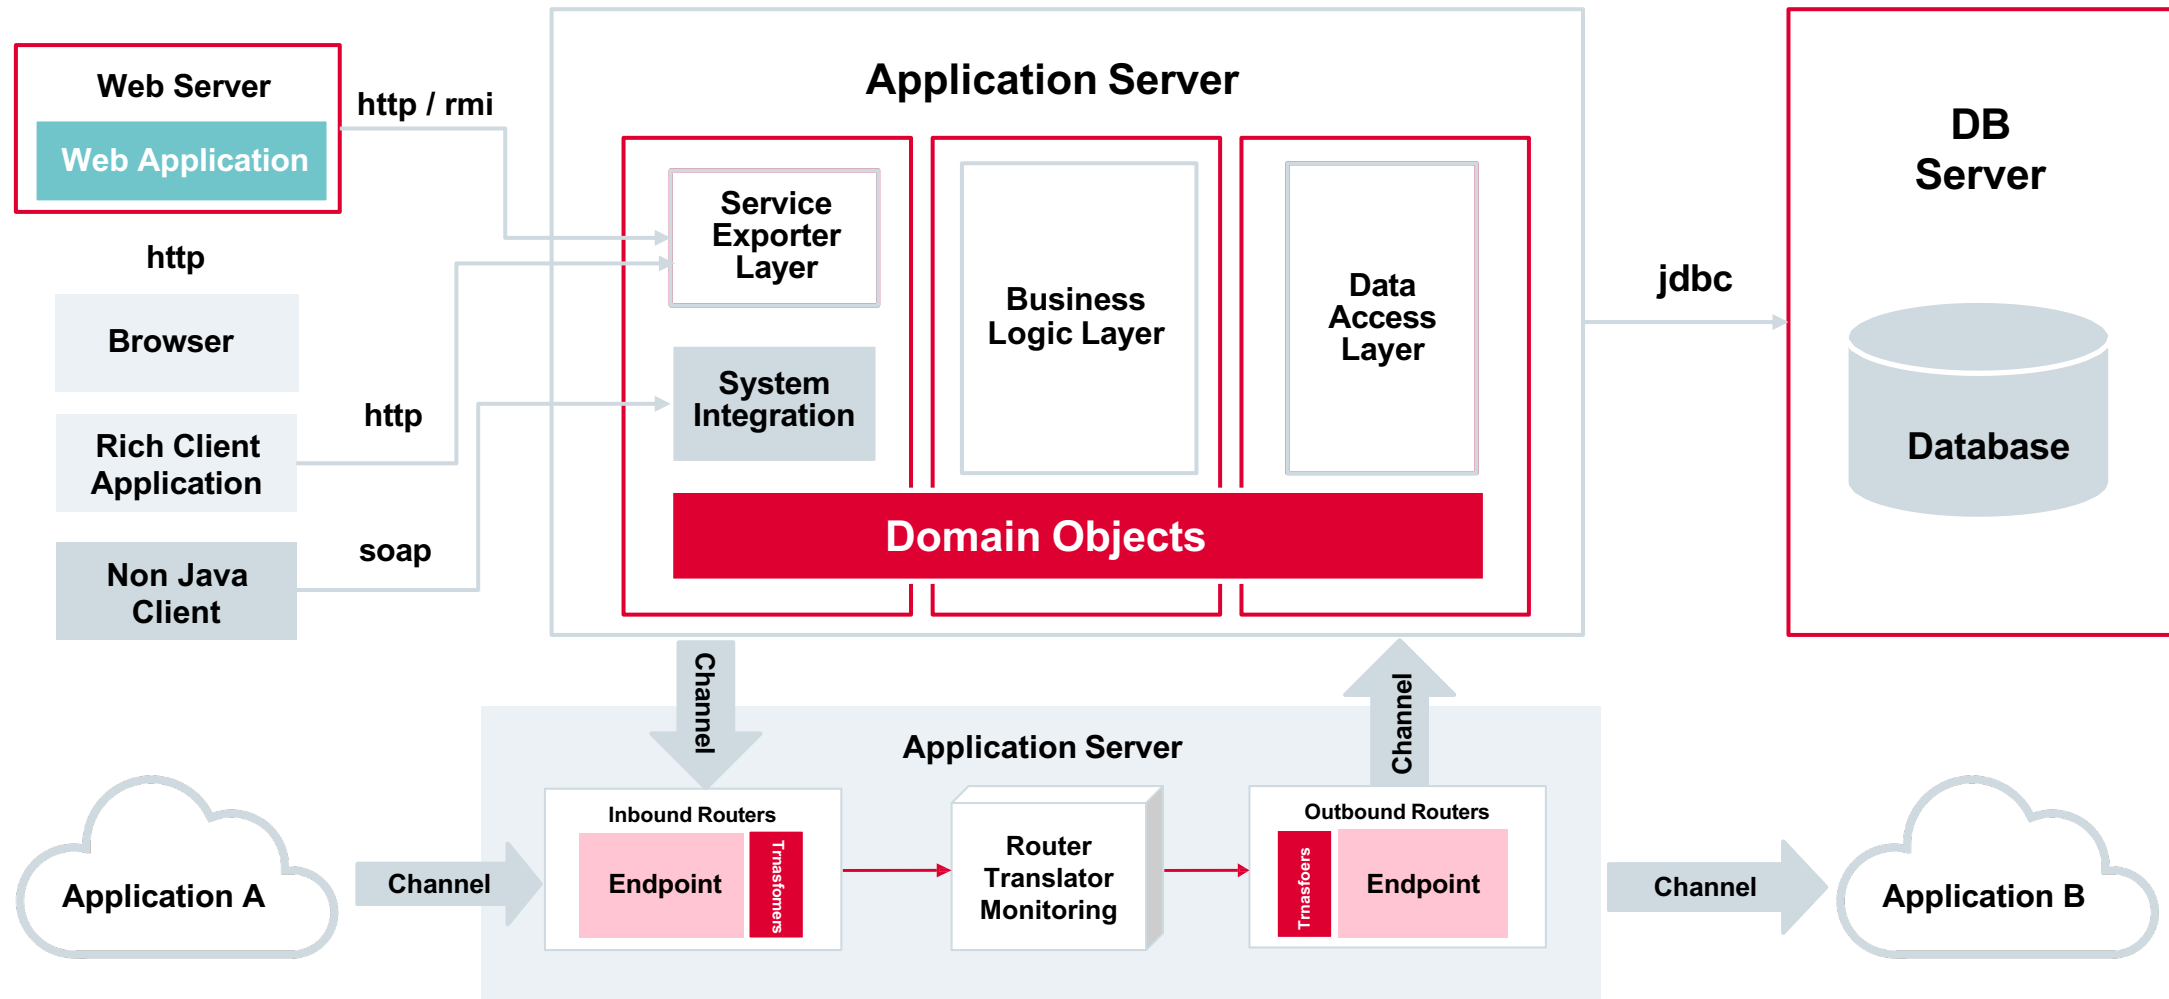 Web Server
Web Application
http / rmi
http
Browser
Rich Client
Application
http
Non Java
Client
soap
Application Server
Service
Exporter
Layer
System
Integration
Business
Logic Layer
Data
Access
Layer
Domain Objects
jdbc
DB
Server
Database
Channel
Channel
Application Server
Application A
Channel
Inbound Routers
Endpoint
Trnasfomers
Router
Translator
Monitoring
Outbound Routers
Trnasfoers
Endpoint
Channel
Application B